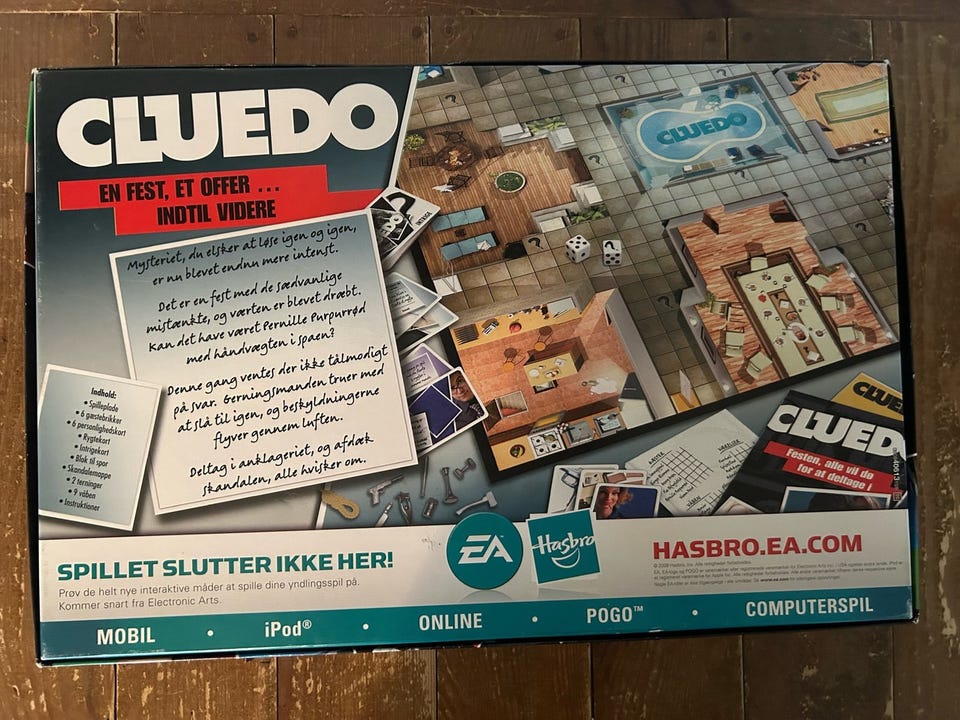 CLUEDO
EN FEST, ET OFFER ...
INDTIL VIDERE
Mysteriet, du elsker at løse igen og igen,
er nu blevet endnu mere intenst.
Det er en fest med de sædvanlige
mistænkte, og værten er blevet dræbt.
Kan det have været Pernille Purpurrød
med håndvægten i spaen?
Denne gang ventes der ikke tålmodigt
på svar. Gerningsmanden truer med
at slå til igen, og beskyldningerne
flyver gennem luften.
Deltag i anklageriet, og afdæk
skandalen, alle hvisker om.
Indhold:
• Spilleplade
• 6 gæstebrikker
• 6 personlighedskort
• Rygtekort
• Intrigekort
• Blok til spor
• Skandalemappe
• 2 terninger
• 9 våben
• Instruktioner
CLUEDO
CLUE
CLUED
Festen, alle vil dø
for at deltage i
SPILLET SLUTTER IKKE HER!
Prøv de helt nye interaktive måder at spille dine yndlingsspil på.
Kommer snart fra Electronic Arts.
EA
Hasbro
HASBRO.EA.COM
MOBIL • iPod® • ONLINE • POGO™ • COMPUTERSPIL